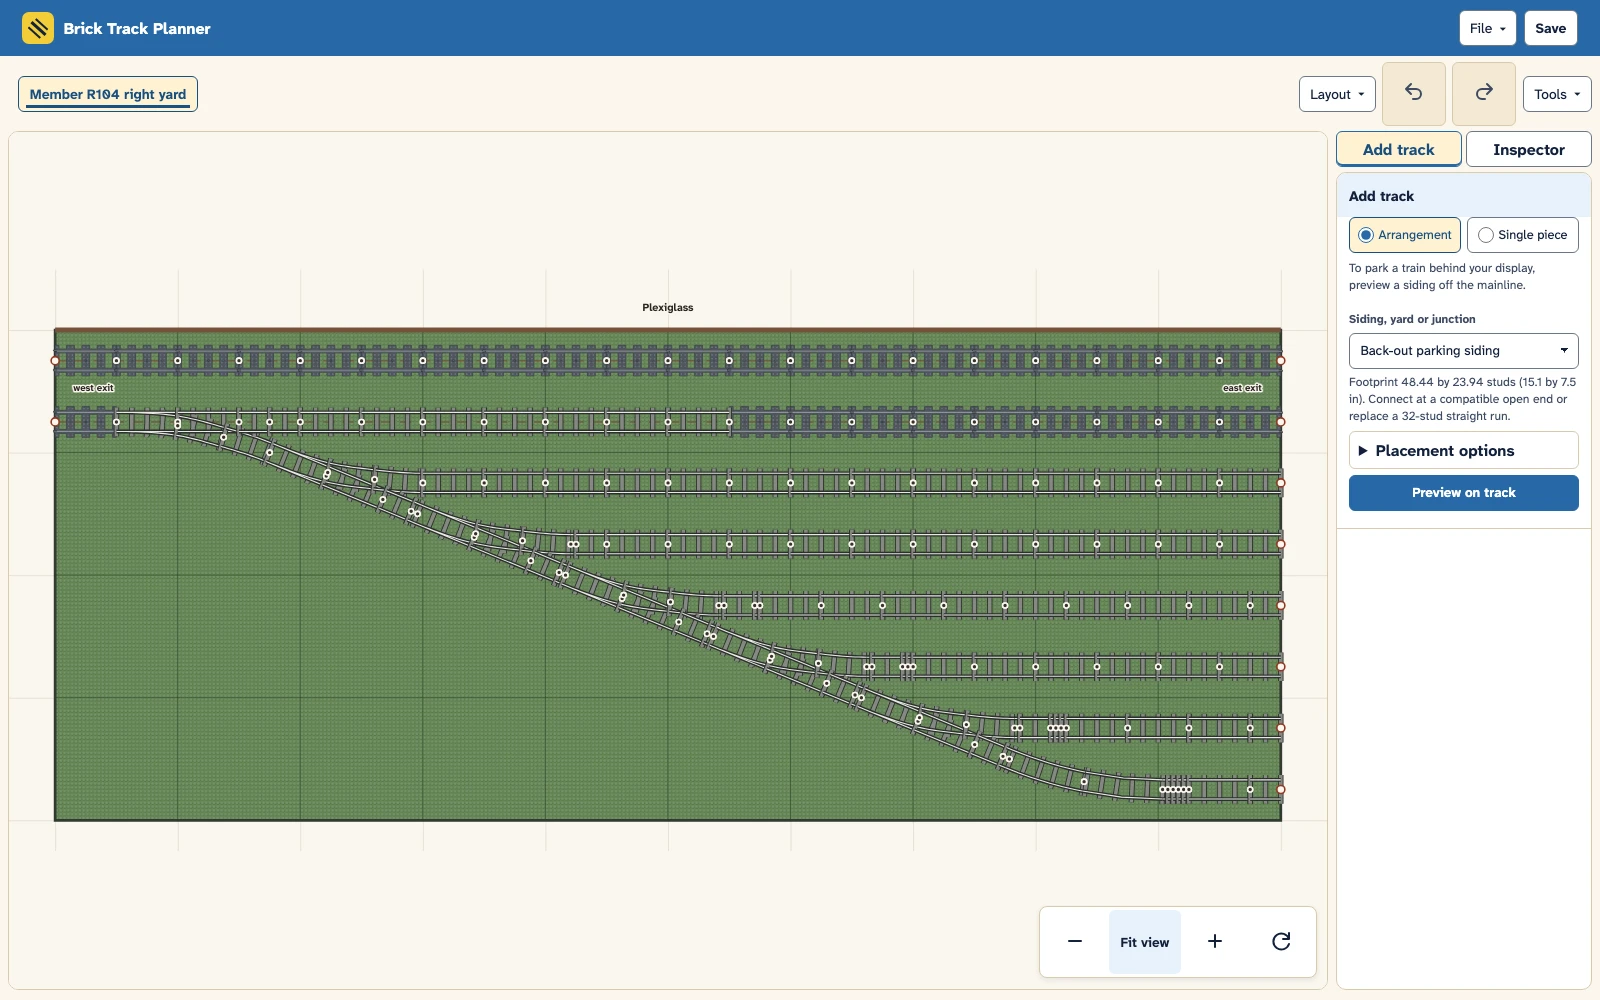 Brick Track Planner
File
Save
Member R104 right yard
Layout
Tools
Add track
Inspector
Add track
Arrangement
Single piece
To park a train behind your display,
preview a siding off the mainline.
Siding, yard or junction
Back-out parking siding
Footprint 48.44 by 23.94 studs (15.1 by 7.5
in). Connect at a compatible open end or
replace a 32-stud straight run.
Placement options
Preview on track
Plexiglass
west exit
east exit
Fit view